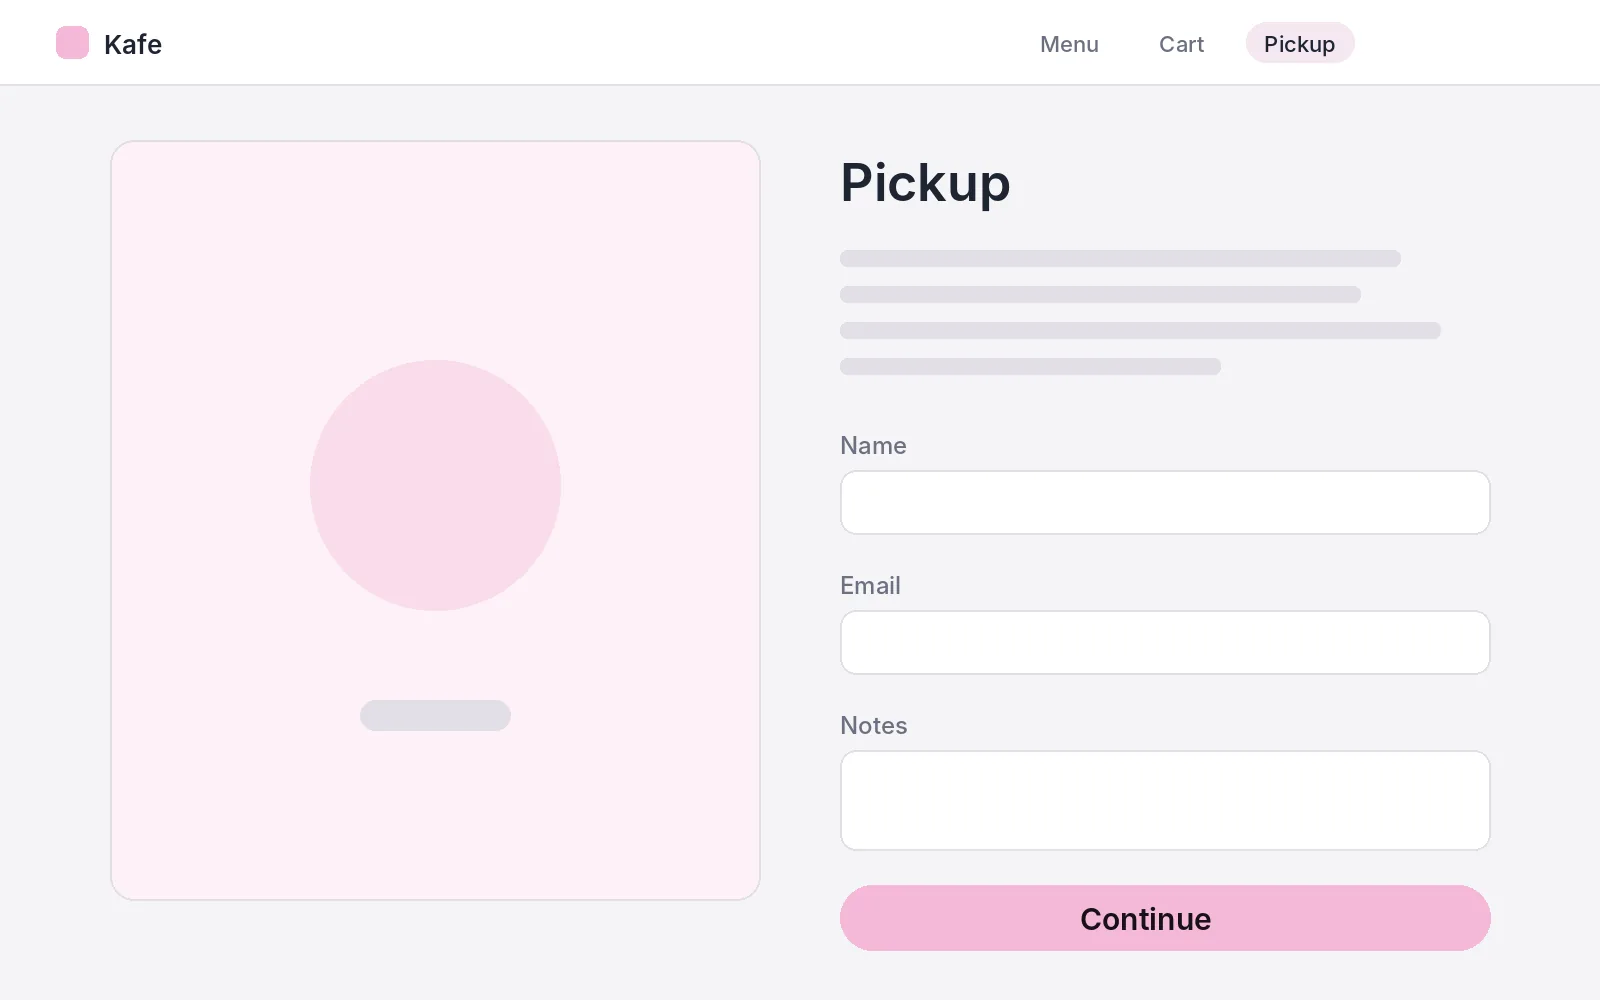 Kafe
Menu
Cart
Pickup
Pickup
Name
Email
Notes
Continue